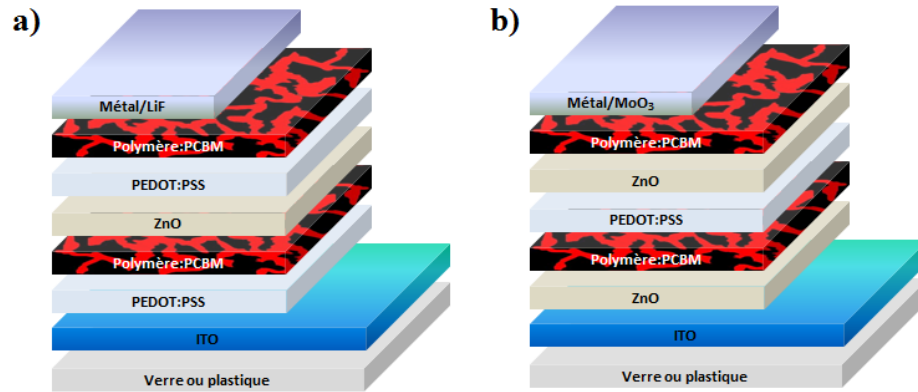 a)
Métal/LiF
Polymère:PCBM
PEDOT:PSS
ZnO
Polymère:PCBM
PEDOT:PSS
ITO
Verre ou plastique
b)
Métal/MoO₃
Polymère:PCBM
ZnO
PEDOT:PSS
Polymère:PCBM
ZnO
ITO
Verre ou plastique